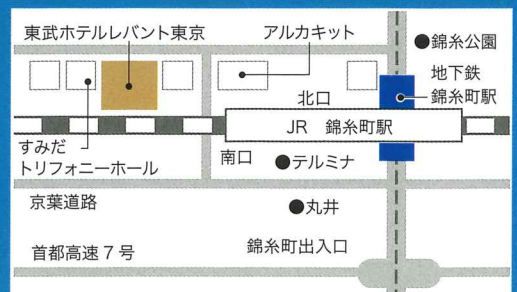 東武ホテルレバント東京
アルカキット
●錦糸公園
地下鉄
錦糸町駅
北口
JR 錦糸町駅
すみだ
トリフォニーホール
南口
●テルミナ
京葉道路
●丸井
首都高速7号
錦糸町出入口